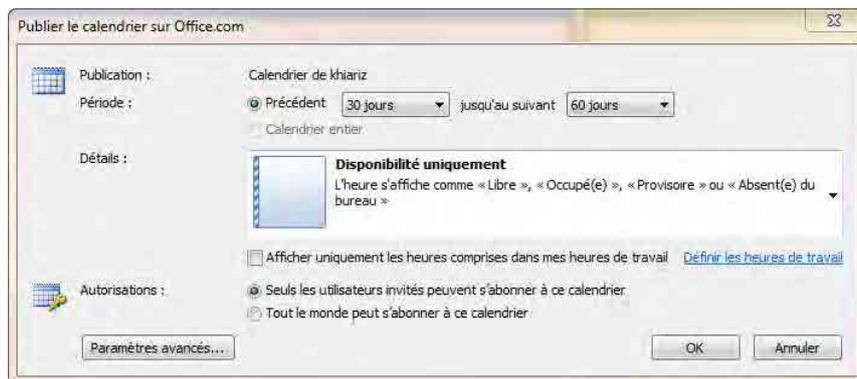 Publier le calendrier sur Office.com
Publication : Calendrier de khiariz
Période : Précédent 30 jours jusqu'au suivant 60 jours
Calendrier entier
Détails : Disponibilité uniquement
L'heure s'affiche comme « Libre », « Occupé(e) », « Provisoire » ou « Absent(e) du
bureau »
Afficher uniquement les heures comprises dans mes heures de travail Définir les heures de travail
Autorisations : Seuls les utilisateurs invités peuvent s'abonner à ce calendrier
Tout le monde peut s'abonner à ce calendrier
Paramètres avancés... OK Annuler